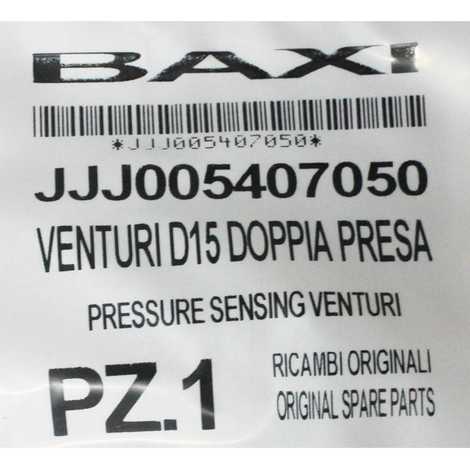 BAXI
*JJJ005407050*
JJJ005407050
VENTURI D15 DOPPIA PRESA
PRESSURE SENSING VENTURI
PZ.1
RICAMBI ORIGINALI
ORIGINAL SPARE PARTS